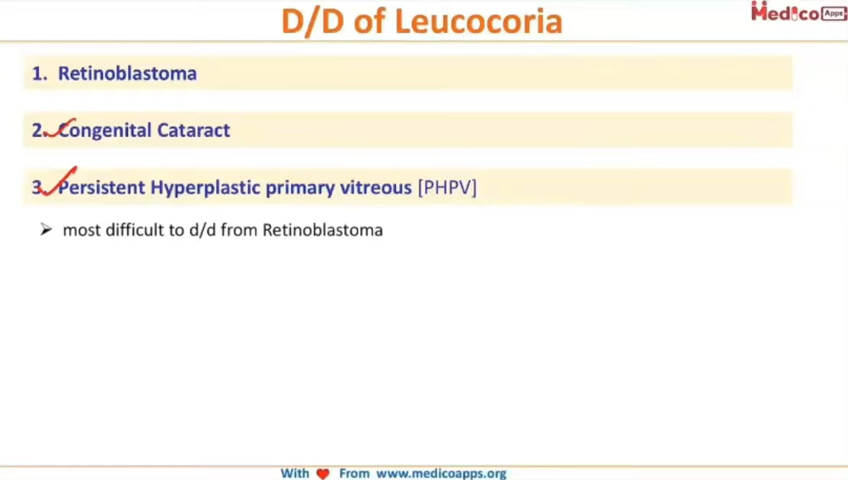 D/D of Leucocoria
Medico Apps
1. Retinoblastoma
2. Congenital Cataract
3. Persistent Hyperplastic primary vitreous [PHPV]
➢ most difficult to d/d from Retinoblastoma
With ❤ From www.medicoapps.org